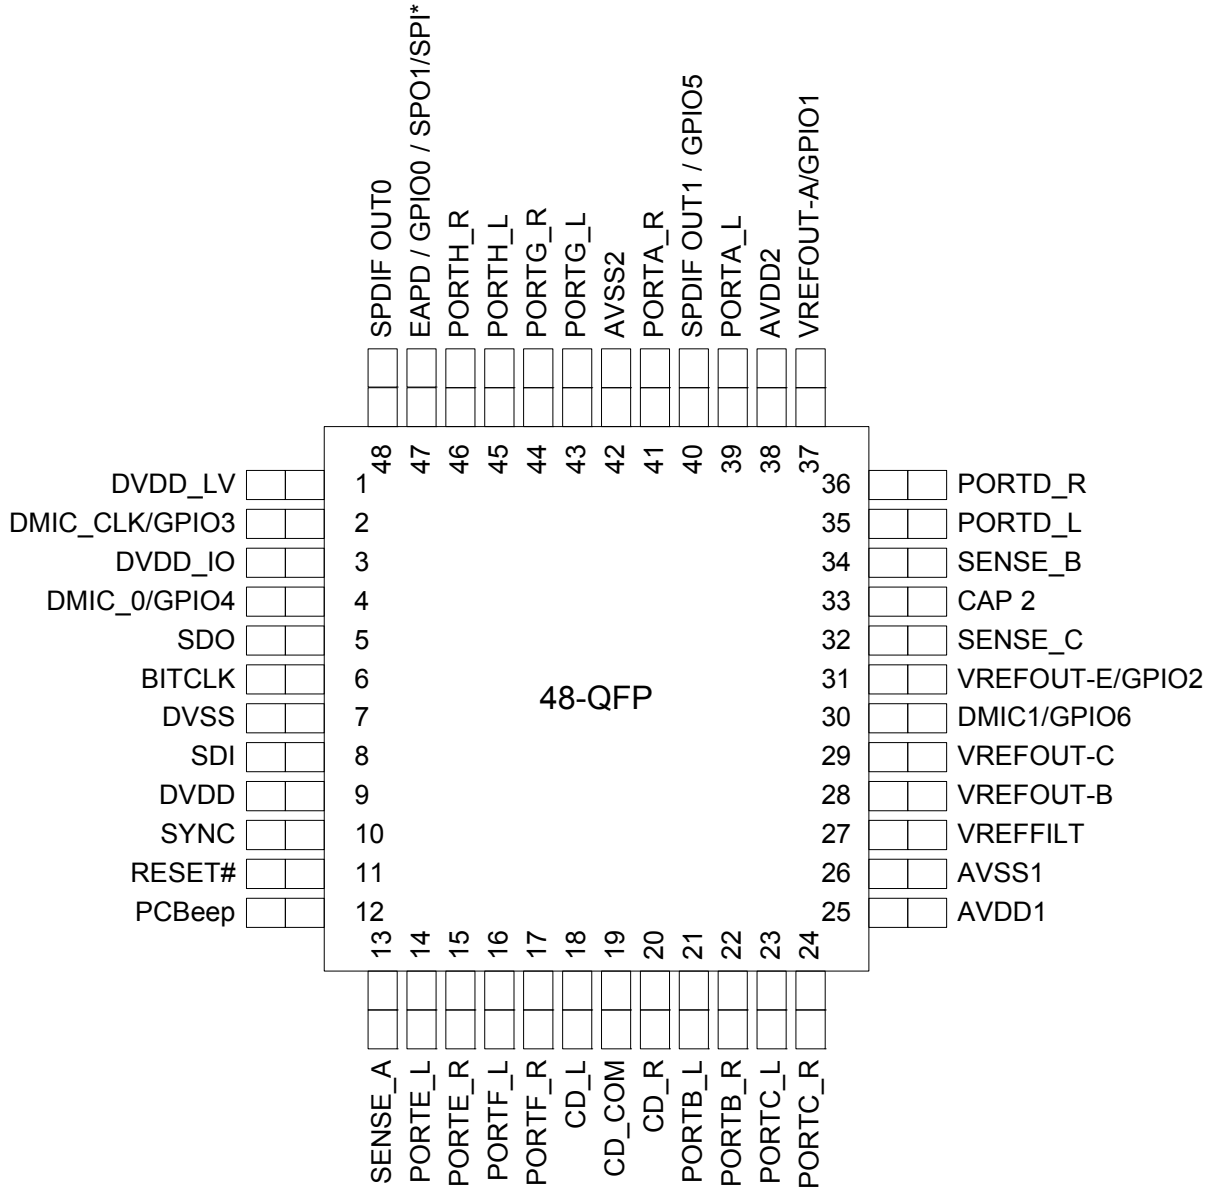 SPDIF OUT0
EAPD / GPIO0 / SPO1/SPI*
PORTH_R
PORTH_L
PORTG_R
PORTG_L
AVSS2
PORTA_R
SPDIF OUT1 / GPIO5
PORTA_L
AVDD2
VREFOUT-A/GPIO1
48
47
46
45
44
43
42
41
40
39
38
37
DVDD_LV 1
DMIC_CLK/GPIO3 2
DVDD_IO 3
DMIC_0/GPIO4 4
SDO 5
BITCLK 6
DVSS 7
SDI 8
DVDD 9
SYNC 10
RESET# 11
PCBeep 12
48-QFP
36 PORTD_R
35 PORTD_L
34 SENSE_B
33 CAP 2
32 SENSE_C
31 VREFOUT-E/GPIO2
30 DMIC1/GPIO6
29 VREFOUT-C
28 VREFOUT-B
27 VREFFILT
26 AVSS1
25 AVDD1
13
14
15
16
17
18
19
20
21
22
23
24
SENSE_A
PORTE_L
PORTE_R
PORTF_L
PORTF_R
CD_L
CD_COM
CD_R
PORTB_L
PORTB_R
PORTC_L
PORTC_R